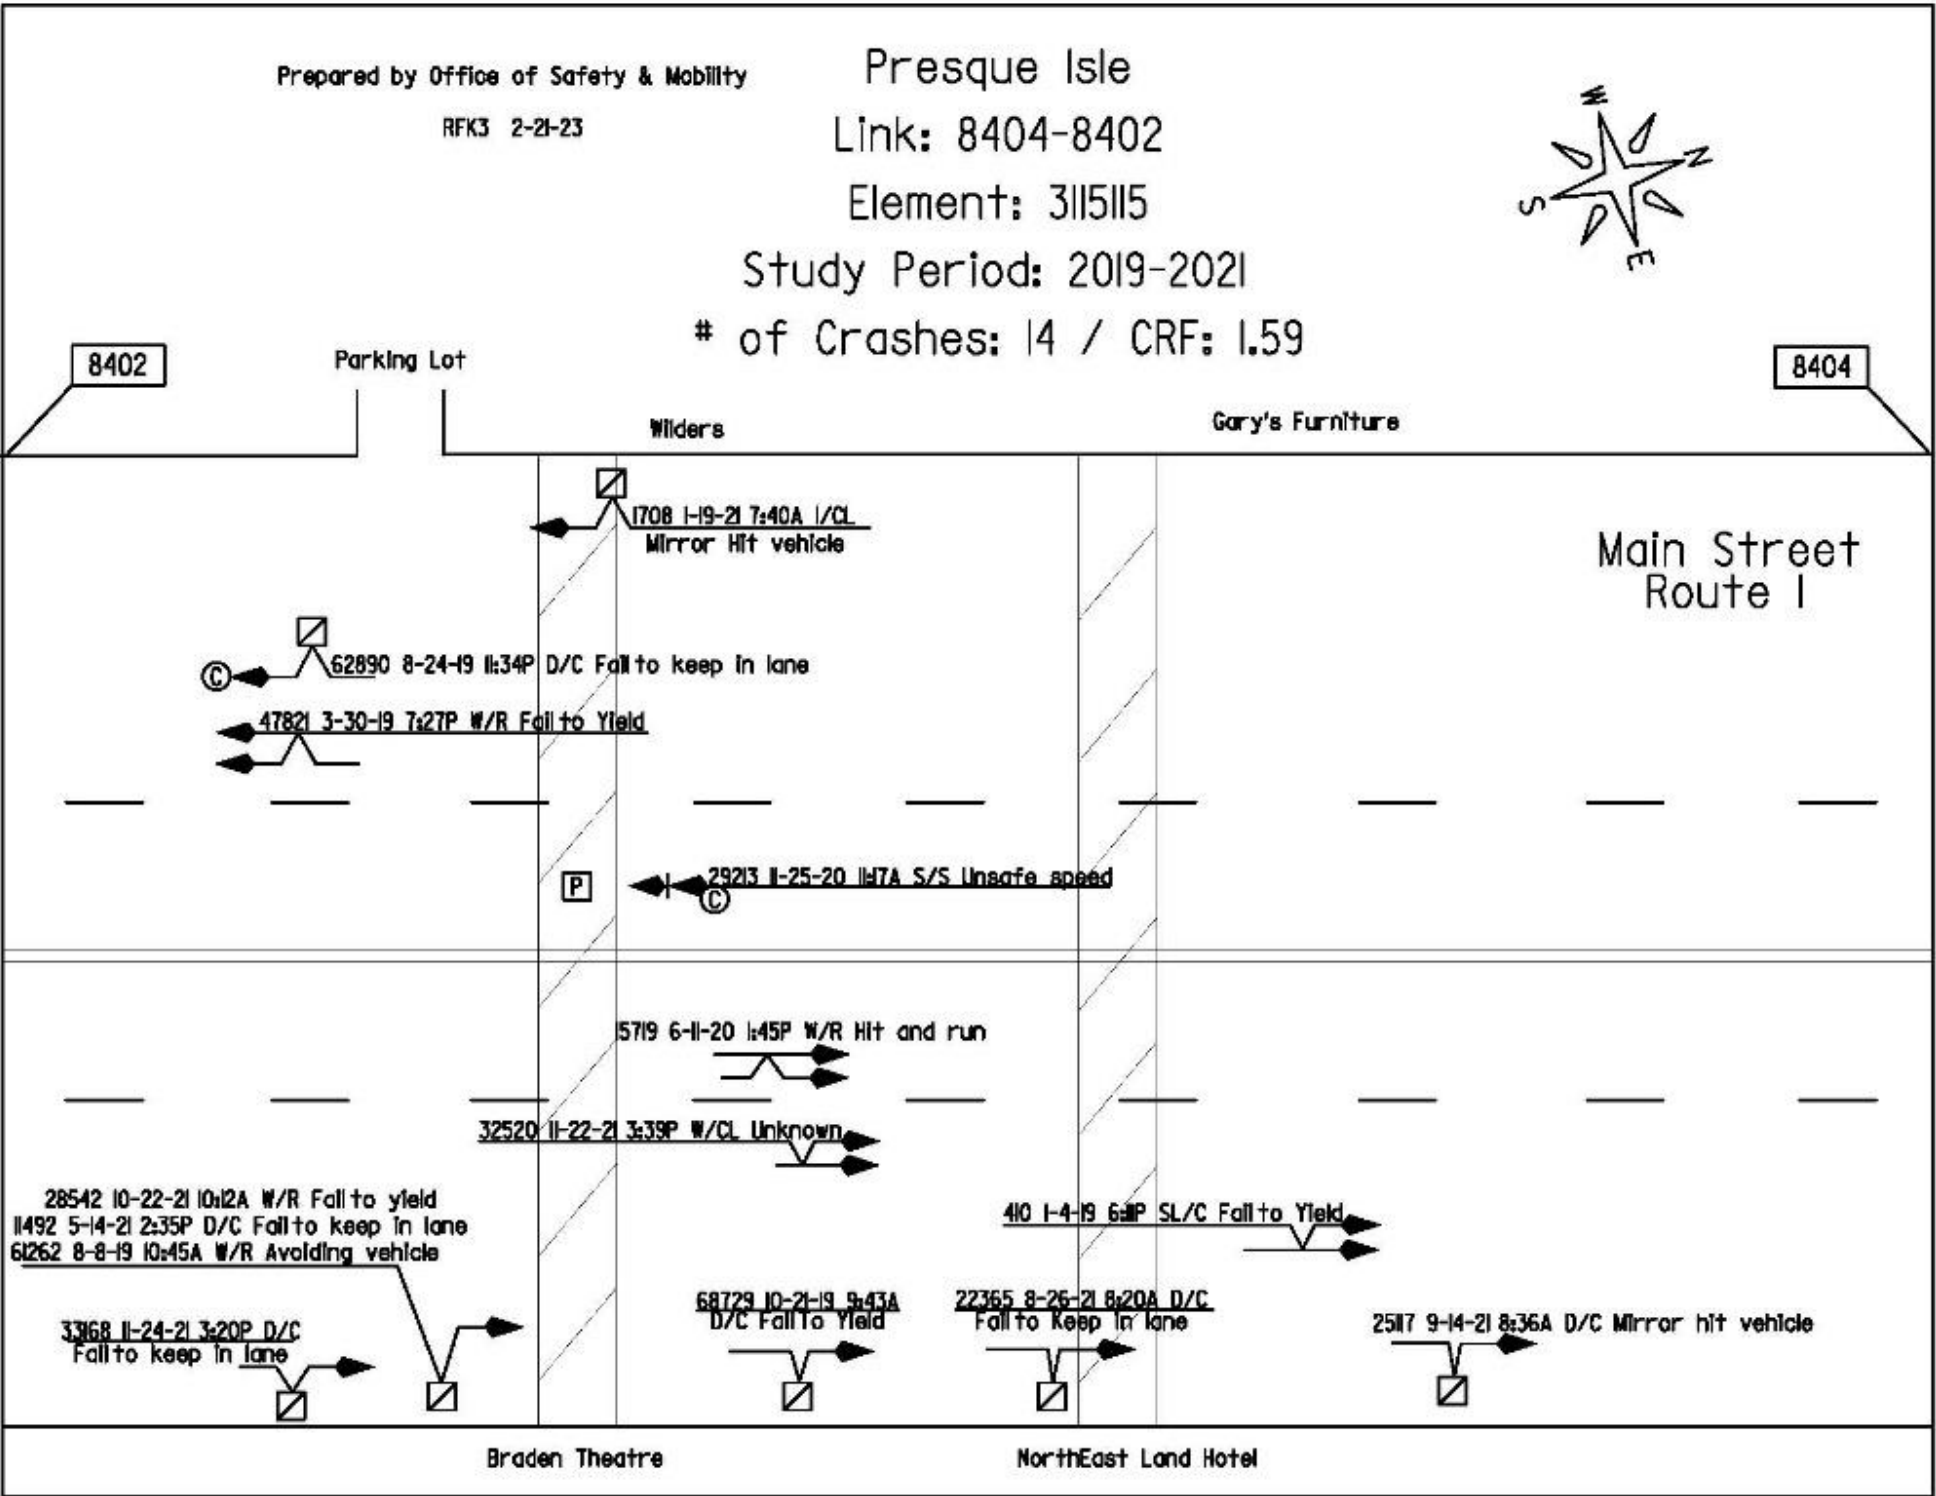 Prepared by Office of Safety & Mobility
RFK3 2-21-23
Presque Isle
Link: 8404-8402
Element: 3115115
Study Period: 2019-2021
# of Crashes: 14 / CRF: 1.59
W
N
S
E
8402
Parking Lot
8404
Wilders
Gary's Furniture
1708 1-19-21 7:40A I/CL
Mirror Hit vehicle
Main Street
Route 1
62890 8-24-19 11:34P D/C Fail to keep in lane
C
47821 3-30-19 7:27P W/R Fail to Yield
29213 11-25-20 11:17A S/S Unsafe speed
P
C
15719 6-11-20 1:45P W/R Hit and run
32520 11-22-21 3:39P W/CL Unknown
28542 10-22-21 10:12A W/R Fail to yield
11492 5-14-21 2:35P D/C Fail to keep in lane
61262 8-8-19 10:45A W/R Avoiding vehicle
410 1-4-19 6:11P SL/C Fail to Yield
33168 11-24-21 3:20P D/C
Fail to keep in lane
68729 10-21-19 9:43A
D/C Fail To Yield
22365 8-26-21 8:20A D/C
Fail to Keep in lane
25117 9-14-21 8:36A D/C Mirror hit vehicle
Braden Theatre
NorthEast Land Hotel